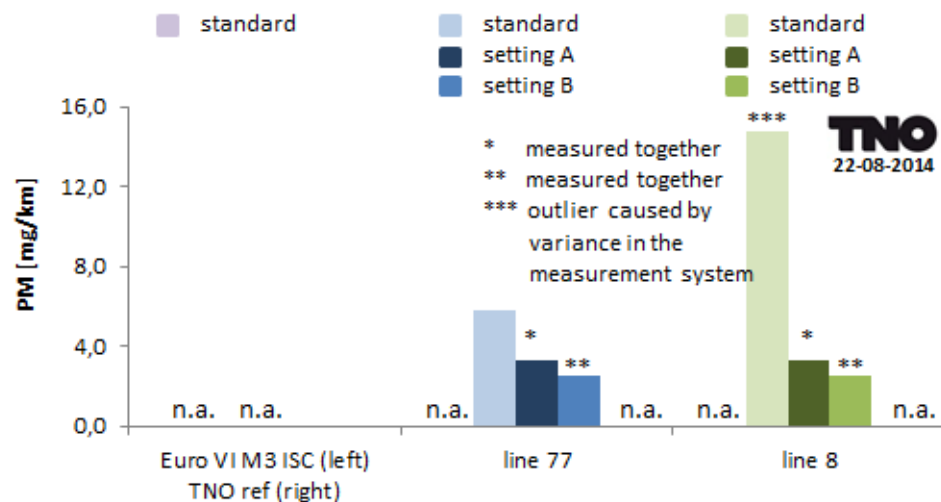 standard
standard
setting A
setting B
standard
setting A
setting B
TNO
22-08-2014
PM [mg/km]
16,0
12,0
8,0
4,0
0,0
* measured together
** measured together
*** outlier caused by
variance in the
measurement system
***
*
**
*
**
n.a. n.a. n.a. n.a. n.a. n.a.
Euro VI M3 ISC (left)
TNO ref (right)
line 77
line 8